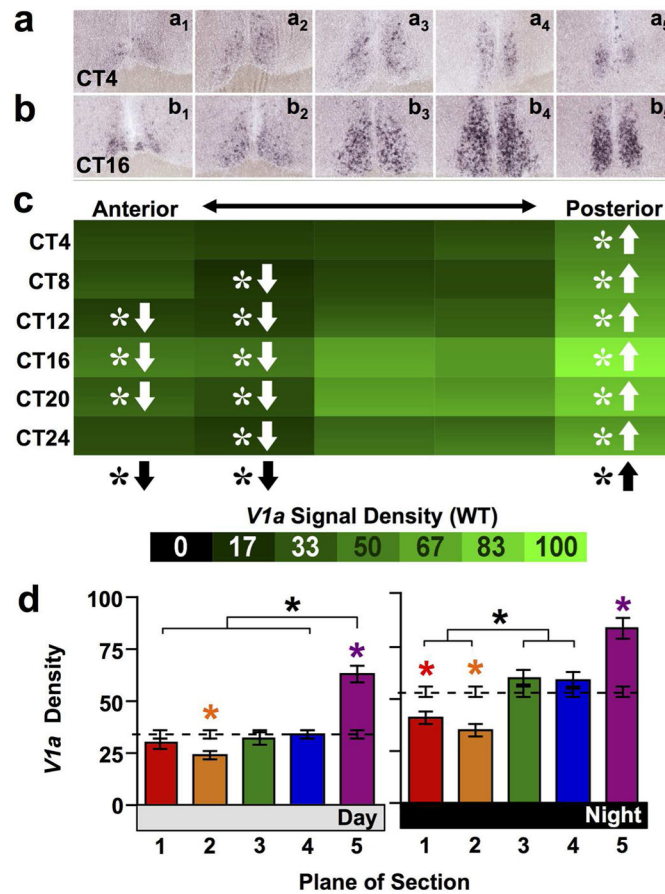 a a1 a2 a3 a4 a5
CT4
b b1 b2 b3 b4 b5
CT16
c Anterior Posterior
CT4 *
CT8 * *
CT12 * * *
CT16 * * *
CT20 * * *
CT24 * *
* * *
V1a Signal Density (WT)
0 17 33 50 67 83 100
d
V1a Density
100
75
50
25
0
* * * * * * *
Day Night
1 2 3 4 5 1 2 3 4 5
Plane of Section